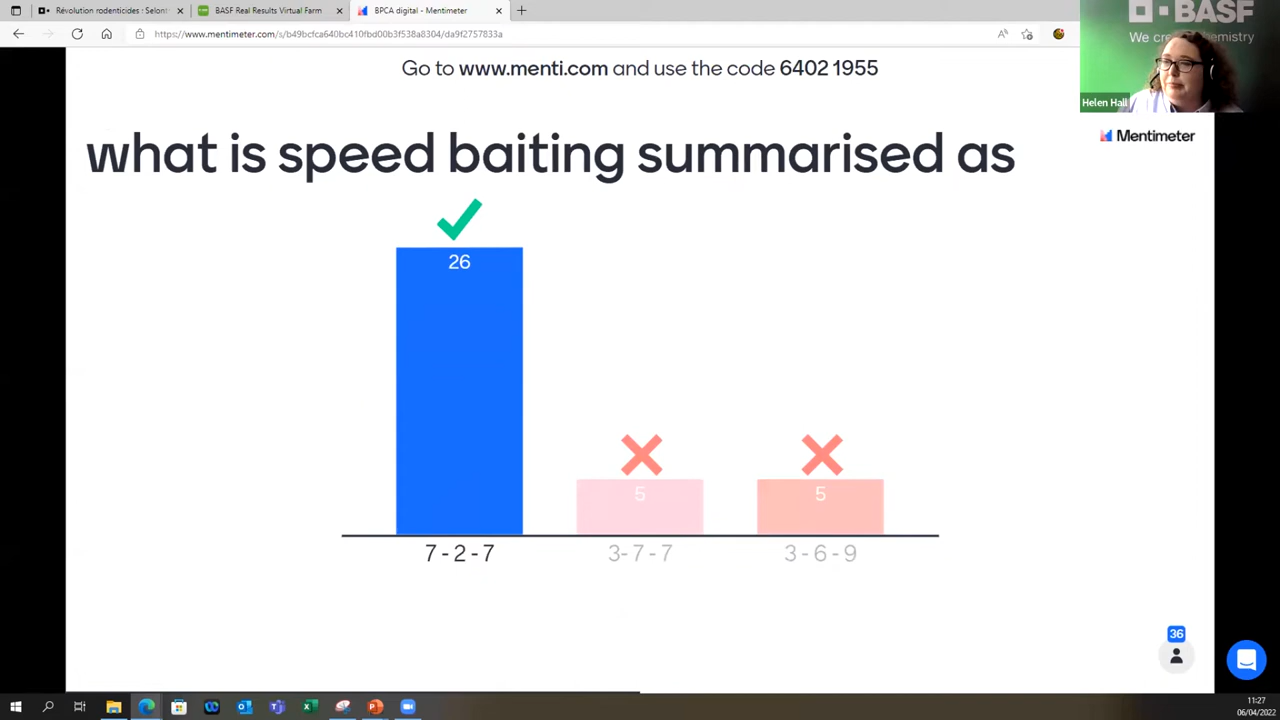 Révolution rodenticides : Selont
BASF Real Results Virtual Farm
BPCA digital - Mentimeter
https://www.mentimeter.com/s/b49bcfca640bc410fbd00b3f538a8304/da9f2757833a
BASF
We create chemistry
Helen Hall
Go to www.menti.com and use the code 6402 1955
Mentimeter
what is speed baiting summarised as
26
5
5
7 - 2 - 7
3- 7 - 7
3 - 6 - 9
36
11:27
06/04/2022